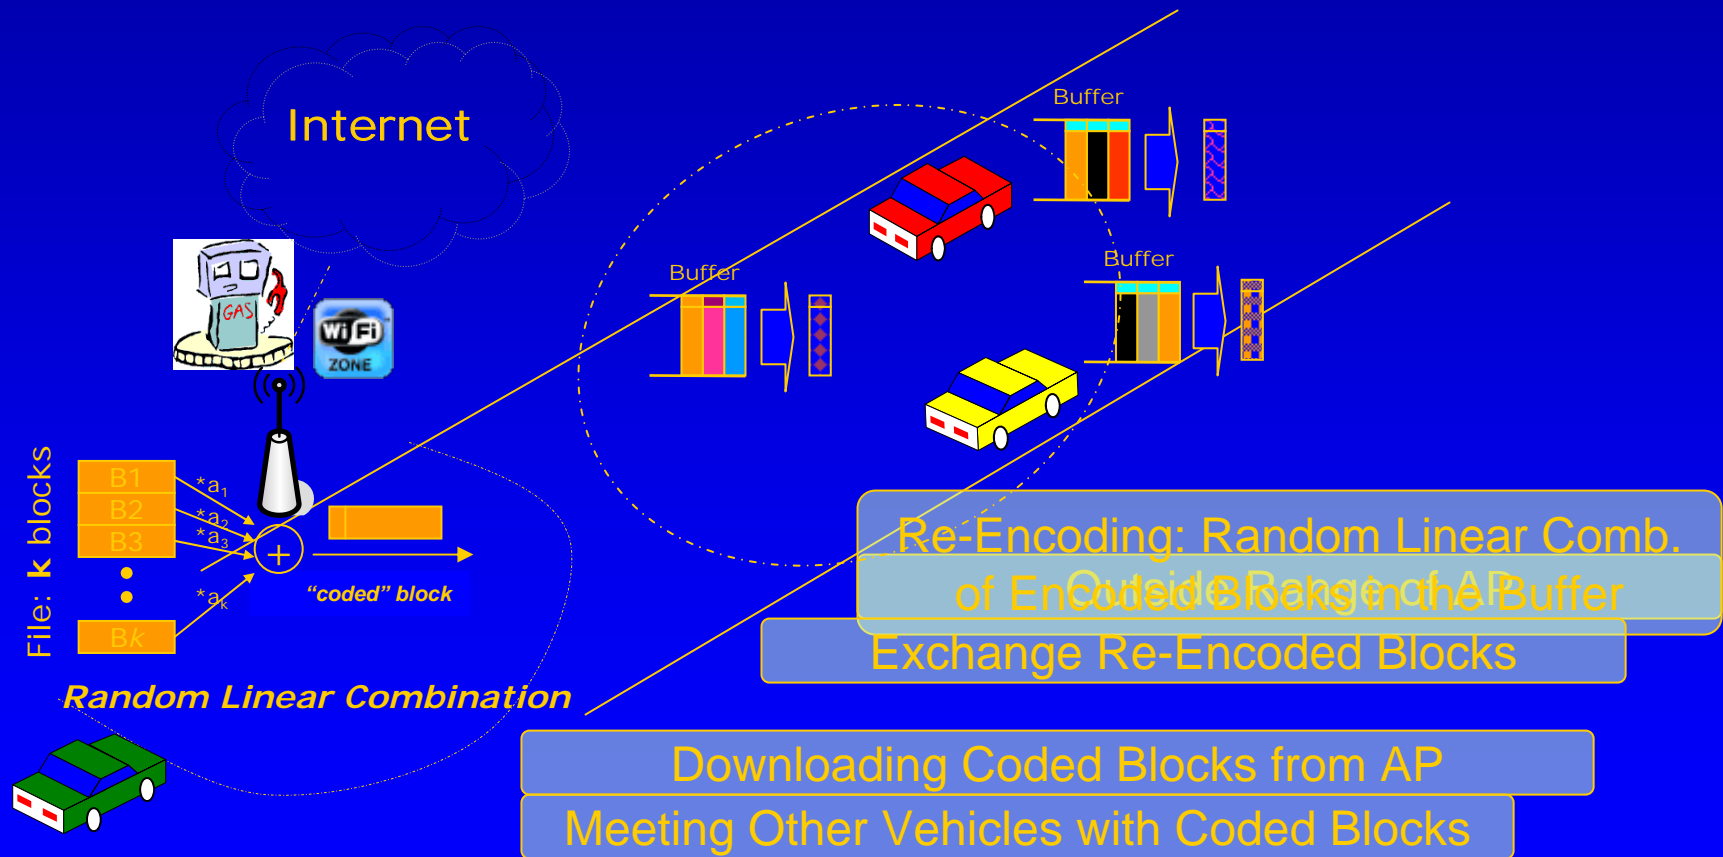 Internet
Buffer
Buffer
Buffer
GAS
Wi Fi
ZONE
File: k blocks
B1
B2
B3
Bk
*a1
*a2
*a3
*ak
+
“coded” block
Random Linear Combination
Re-Encoding: Random Linear Comb.
of Encoded Blocks in the Buffer
Outside Range of AP
Exchange Re-Encoded Blocks
Downloading Coded Blocks from AP
Meeting Other Vehicles with Coded Blocks